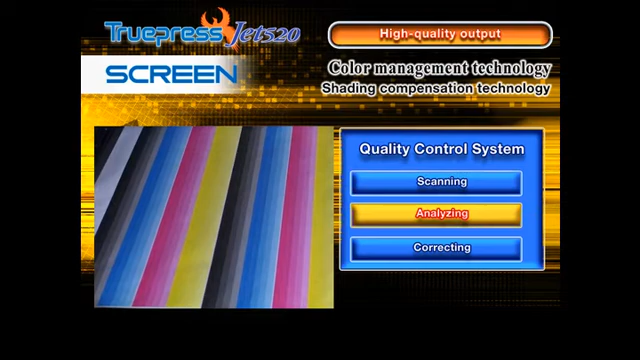 Truepress Jet520
SCREEN
High-quality output
Color management technology
Shading compensation technology
Quality Control System
Scanning
Analyzing
Correcting